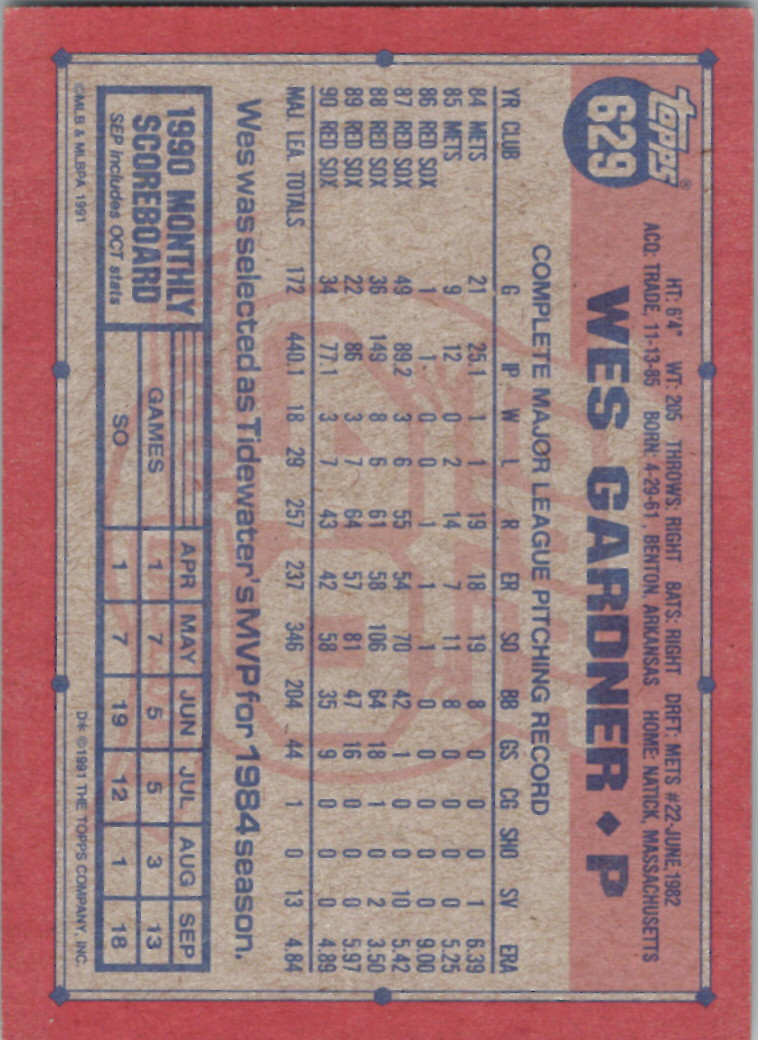 topps®
629
HT: 6'4" WT: 205 THROWS: RIGHT BATS: RIGHT DRFT: METS #22-JUNE,1982
ACQ: TRADE, 11-13-85 BORN: 4-29-61, BENTON, ARKANSAS HOME: NATICK, MASSACHUSETTS
WES GARDNER ◆ P
COMPLETE MAJOR LEAGUE PITCHING RECORD
YR CLUB G IP W L R ER SO BB GS CG SHO SV ERA
84 METS 21 25.1 1 1 19 18 19 8 0 0 0 1 6.39
85 METS 9 12 0 2 14 7 11 8 0 0 0 0 5.25
86 RED SOX 1 1. 0 0 1 1 1 0 0 0 0 0 9.00
87 RED SOX 49 89.2 3 6 55 54 70 42 1 0 0 10 5.42
88 RED SOX 36 149 8 6 61 58 106 64 18 1 0 2 3.50
89 RED SOX 22 86 3 7 64 57 81 47 16 0 0 0 5.97
90 RED SOX 34 77.1 3 7 43 42 58 35 9 0 0 0 4.89
MAJ. LEA. TOTALS 172 440.1 18 29 257 237 346 204 44 1 0 13 4.84
Wes was selected as Tidewater's MVP for 1984 season.
1990 MONTHLY
SCOREBOARD
SEP includes OCT stats
APR MAY JUN JUL AUG SEP
GAMES 1 7 5 5 3 13
SO 1 7 19 12 1 18
©MLB & MLBPA 1991
D* ©1991 THE TOPPS COMPANY, INC.